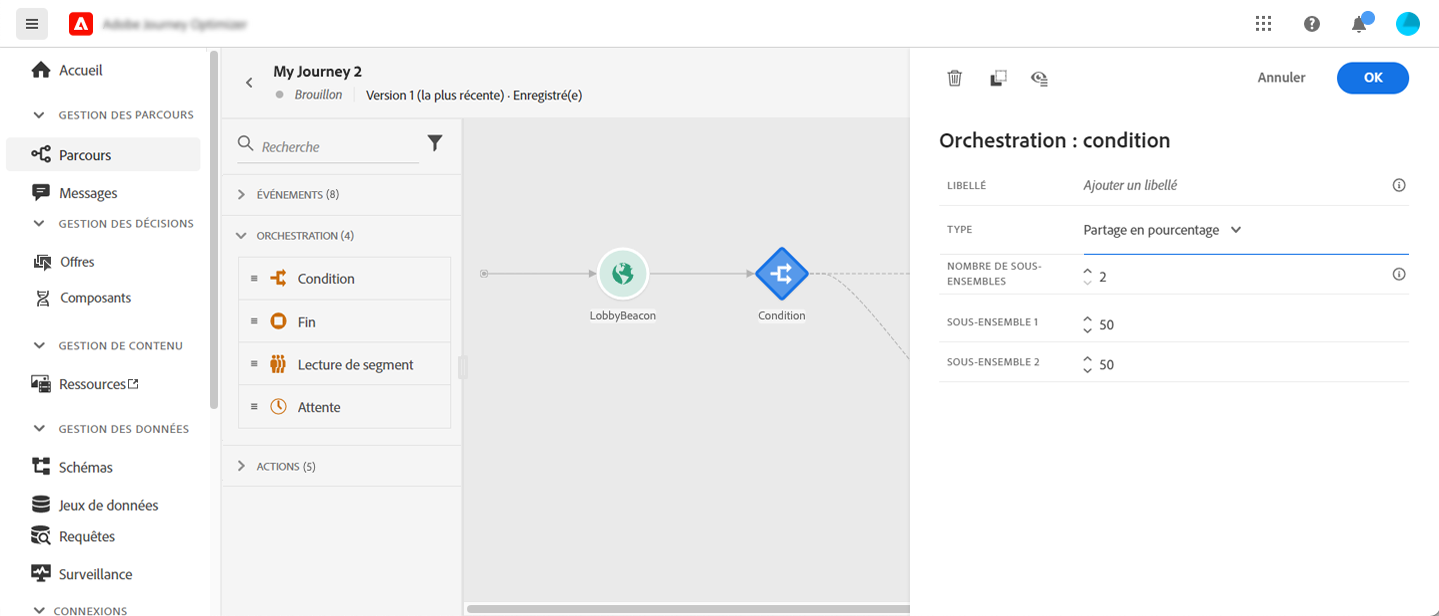 Adobe Journey Optimizer
Accueil
GESTION DES PARCOURS
Parcours
Messages
GESTION DES DÉCISIONS
Offres
Composants
GESTION DE CONTENU
Ressources
GESTION DES DONNÉES
Schémas
Jeux de données
Requêtes
Surveillance
CONNEXIONS
My Journey 2
Brouillon
Version 1 (la plus récente) · Enregistré(e)
Recherche
ÉVÉNEMENTS (8)
ORCHESTRATION (4)
Condition
Fin
Lecture de segment
Attente
ACTIONS (5)
LobbyBeacon
Condition
Annuler
OK
Orchestration : condition
LIBELLÉ
Ajouter un libellé
TYPE
Partage en pourcentage
NOMBRE DE SOUS-
ENSEMBLES
2
SOUS-ENSEMBLE 1
50
SOUS-ENSEMBLE 2
50